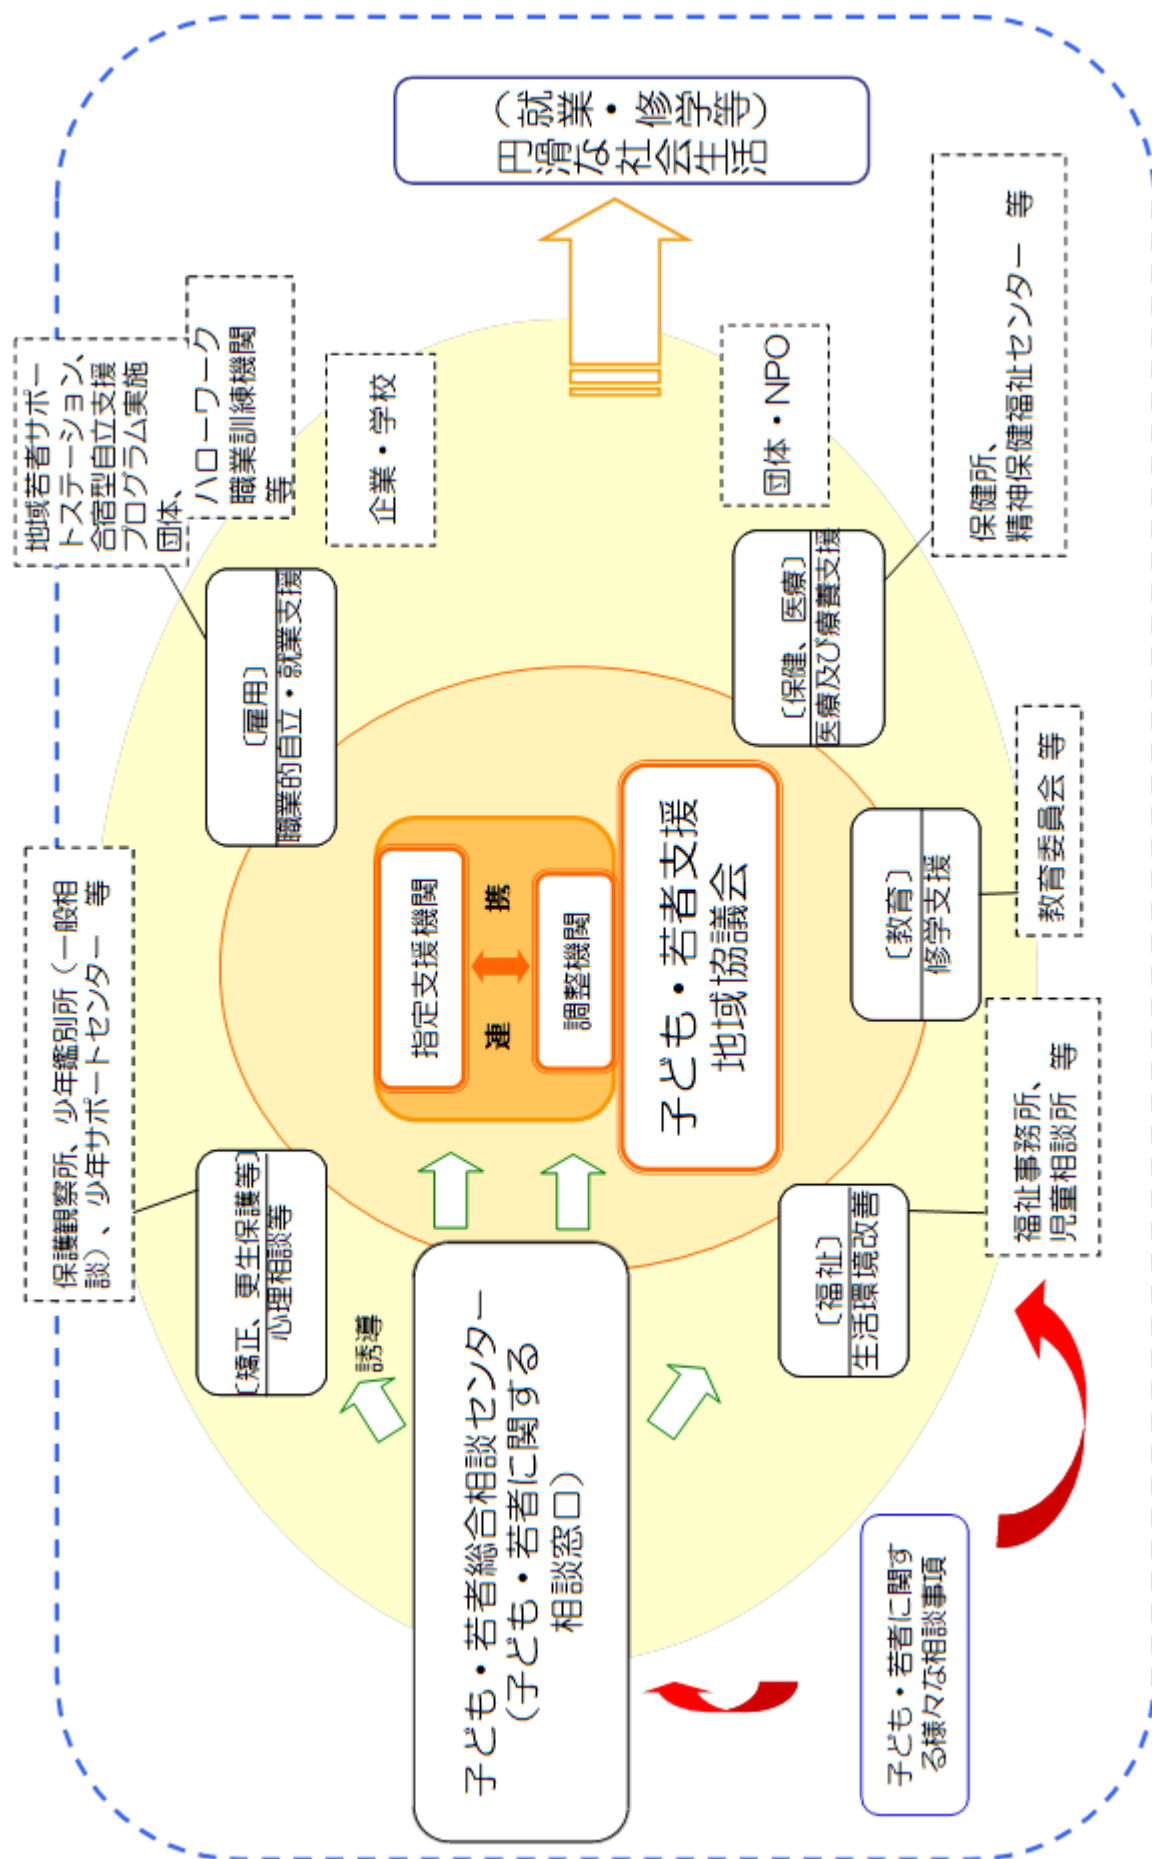 保護観察所、少年鑑別所（一般相
談）、少年サポートセンター 等
地域若者サポー
トステーション、
合宿型自立支援
プログラム実施
団体、
ハローワーク
職業訓練機関
等
〔矯正、更生保護等〕
心理相談等
〔雇用〕
職業的自立・就業支援
企業・学校
誘導
指定支援機関
連 携
調整機関
子ども・若者総合相談センター
（子ども・若者に関する
相談窓口）
子ども・若者支援
地域協議会
（就業・修学等）
円滑な社会生活
団体・NPO
〔福祉〕
生活環境改善
〔教育〕
修学支援
〔保健、医療〕
医療及び療養支援
子ども・若者に関す
る様々な相談事項
福祉事務所、
児童相談所 等
教育委員会 等
保健所、
精神保健福祉センター 等